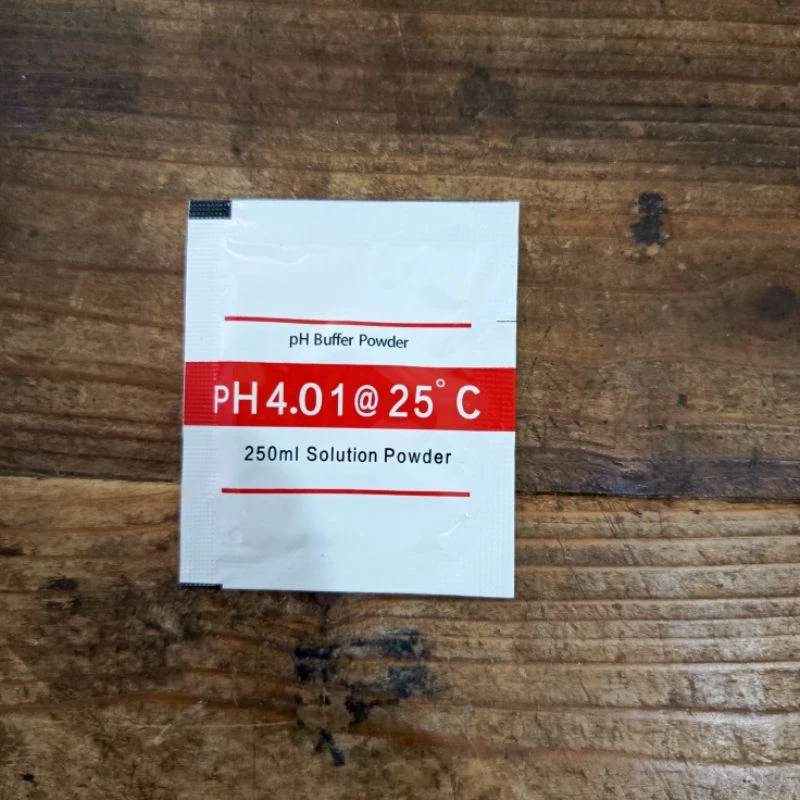 pH Buffer Powder
PH 4.01@ 25°C
250ml Solution Powder